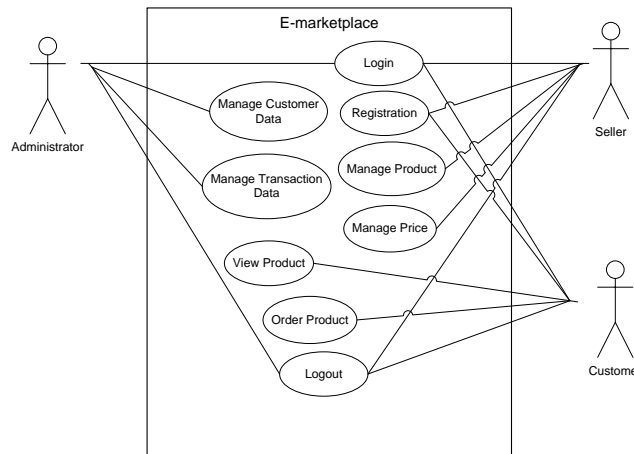 E-marketplace
Login
Manage Customer
Data
Registration
Administrator
Seller
Manage Product
Manage Transaction
Data
Manage Price
View Product
Order Product
Logout
Custome